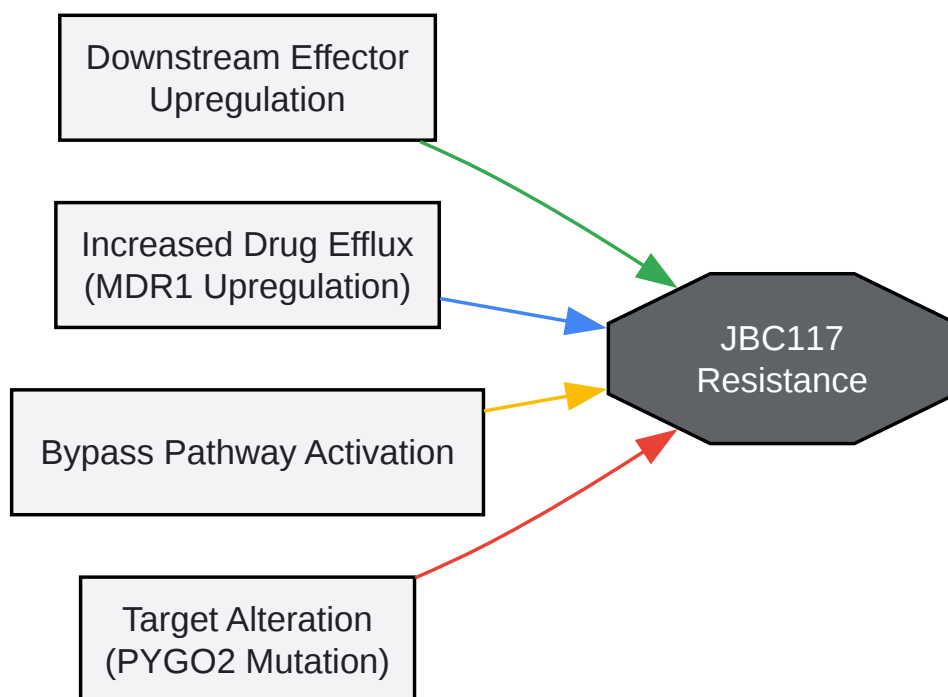 Downstream Effector
Upregulation
Increased Drug Efflux
(MDR1 Upregulation)
JBC117
Resistance
Bypass Pathway Activation
Target Alteration
(PYGO2 Mutation)